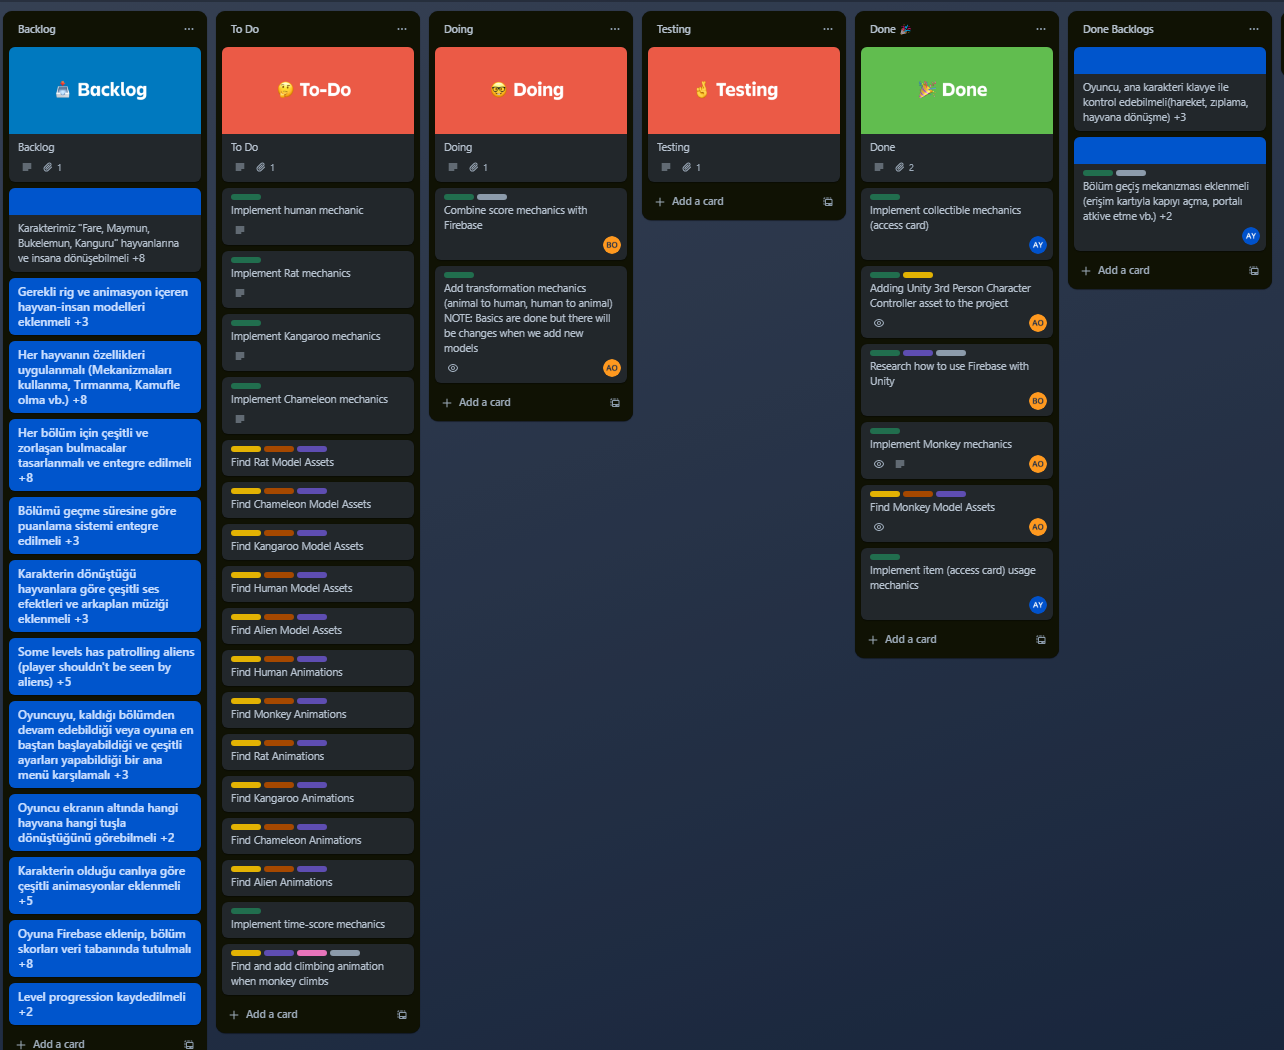 Backlog
Backlog
Backlog
1
Karakterimiz "Fare, Maymun,
Bukelemun, Kanguru" hayvanlarına
ve insana dönüşebilmeli +8
Gerekli rig ve animasyon içeren
hayvan-insan modelleri
eklenmeli +3
Her hayvanın özellikleri
uygulanmalı (Mekanizmaları
kullanma, Tırmanma, Kamufle
olma vb.) +8
Her bölüm için çeşitli ve
zorlaşan bulmacalar
tasarlanmalı ve entegre edilmeli
+8
Bölümü geçme süresine göre
puanlama sistemi entegre
edilmeli +3
Karakterin dönüştüğü
hayvanlara göre çeşitli ses
efektleri ve arkaplan müziği
eklenmeli +3
Some levels has patrolling aliens
(player shouldn't be seen by
aliens) +5
Oyuncuyu, kaldığı bölümden
devam edebildiği veya oyuna en
baştan başlayabildiği ve çeşitli
ayarları yapabildiği bir ana
menü karşılamalı +3
Oyuncu ekranın altında hangi
hayvana hangi tuşla
dönüştüğünü görebilmeli +2
Karakterin olduğu canlıya göre
çeşitli animasyonlar eklenmeli
+5
Oyuna Firebase eklenip, bölüm
skorları veri tabanında tutulmalı
+8
Level progression kaydedilmeli
+2
Add a card
To Do
To-Do
To Do
1
Implement human mechanic
Implement Rat mechanics
Implement Kangaroo mechanics
Implement Chameleon mechanics
Find Rat Model Assets
Find Chameleon Model Assets
Find Kangaroo Model Assets
Find Human Model Assets
Find Alien Model Assets
Find Human Animations
Find Monkey Animations
Find Rat Animations
Find Kangaroo Animations
Find Chameleon Animations
Find Alien Animations
Implement time-score mechanics
Find and add climbing animation
when monkey climbs
Add a card
Doing
Doing
Doing
1
Combine score mechanics with
Firebase
BO
Add transformation mechanics
(animal to human, human to animal)
NOTE: Basics are done but there will
be changes when we add new
models
AO
Add a card
Testing
Testing
Testing
1
Add a card
Done
Done
Done
2
Implement collectible mechanics
(access card)
AY
Adding Unity 3rd Person Character
Controller asset to the project
AO
Research how to use Firebase with
Unity
BO
Implement Monkey mechanics
AO
Find Monkey Model Assets
AO
Implement item (access card) usage
mechanics
AY
Add a card
Done Backlogs
Oyuncu, ana karakteri klavye ile
kontrol edebilmeli(hareket, zıplama,
hayvana dönüşme) +3
Bölüm geçiş mekanızması eklenmeli
(erişim kartıyla kapıyı açma, portalı
atkive etme vb.) +2
AY
Add a card